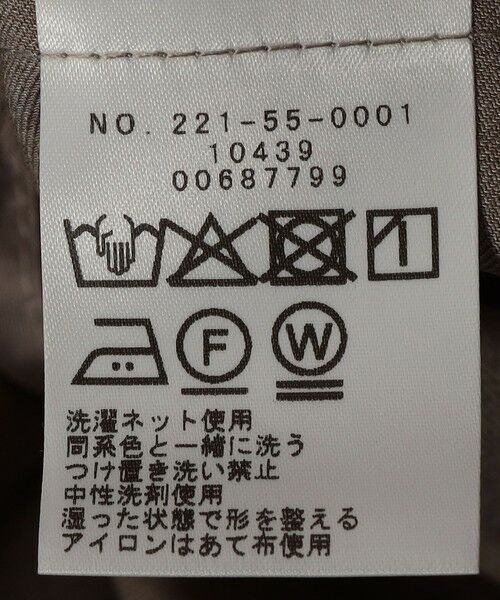 NO. 221-55-0001
10439
00687799
F W
洗濯ネット使用
同系色と一緒に洗う
つけ置き洗い禁止
中性洗剤使用
湿った状態で形を整える
アイロンはあて布使用